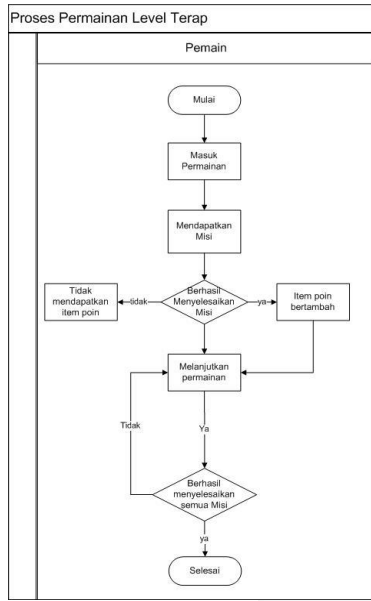 Proses Permainan Level Terap
Pemain
Mulai
Masuk
Permainan
Mendapatkan
Misi
Berhasil
Menyelesaikan
Misi
tidak
Tidak
mendapatkan
item poin
ya
Item poin
bertambah
Melanjutkan
permainan
Tidak
Ya
Berhasil
menyelesaikan
semua Misi
ya
Selesai